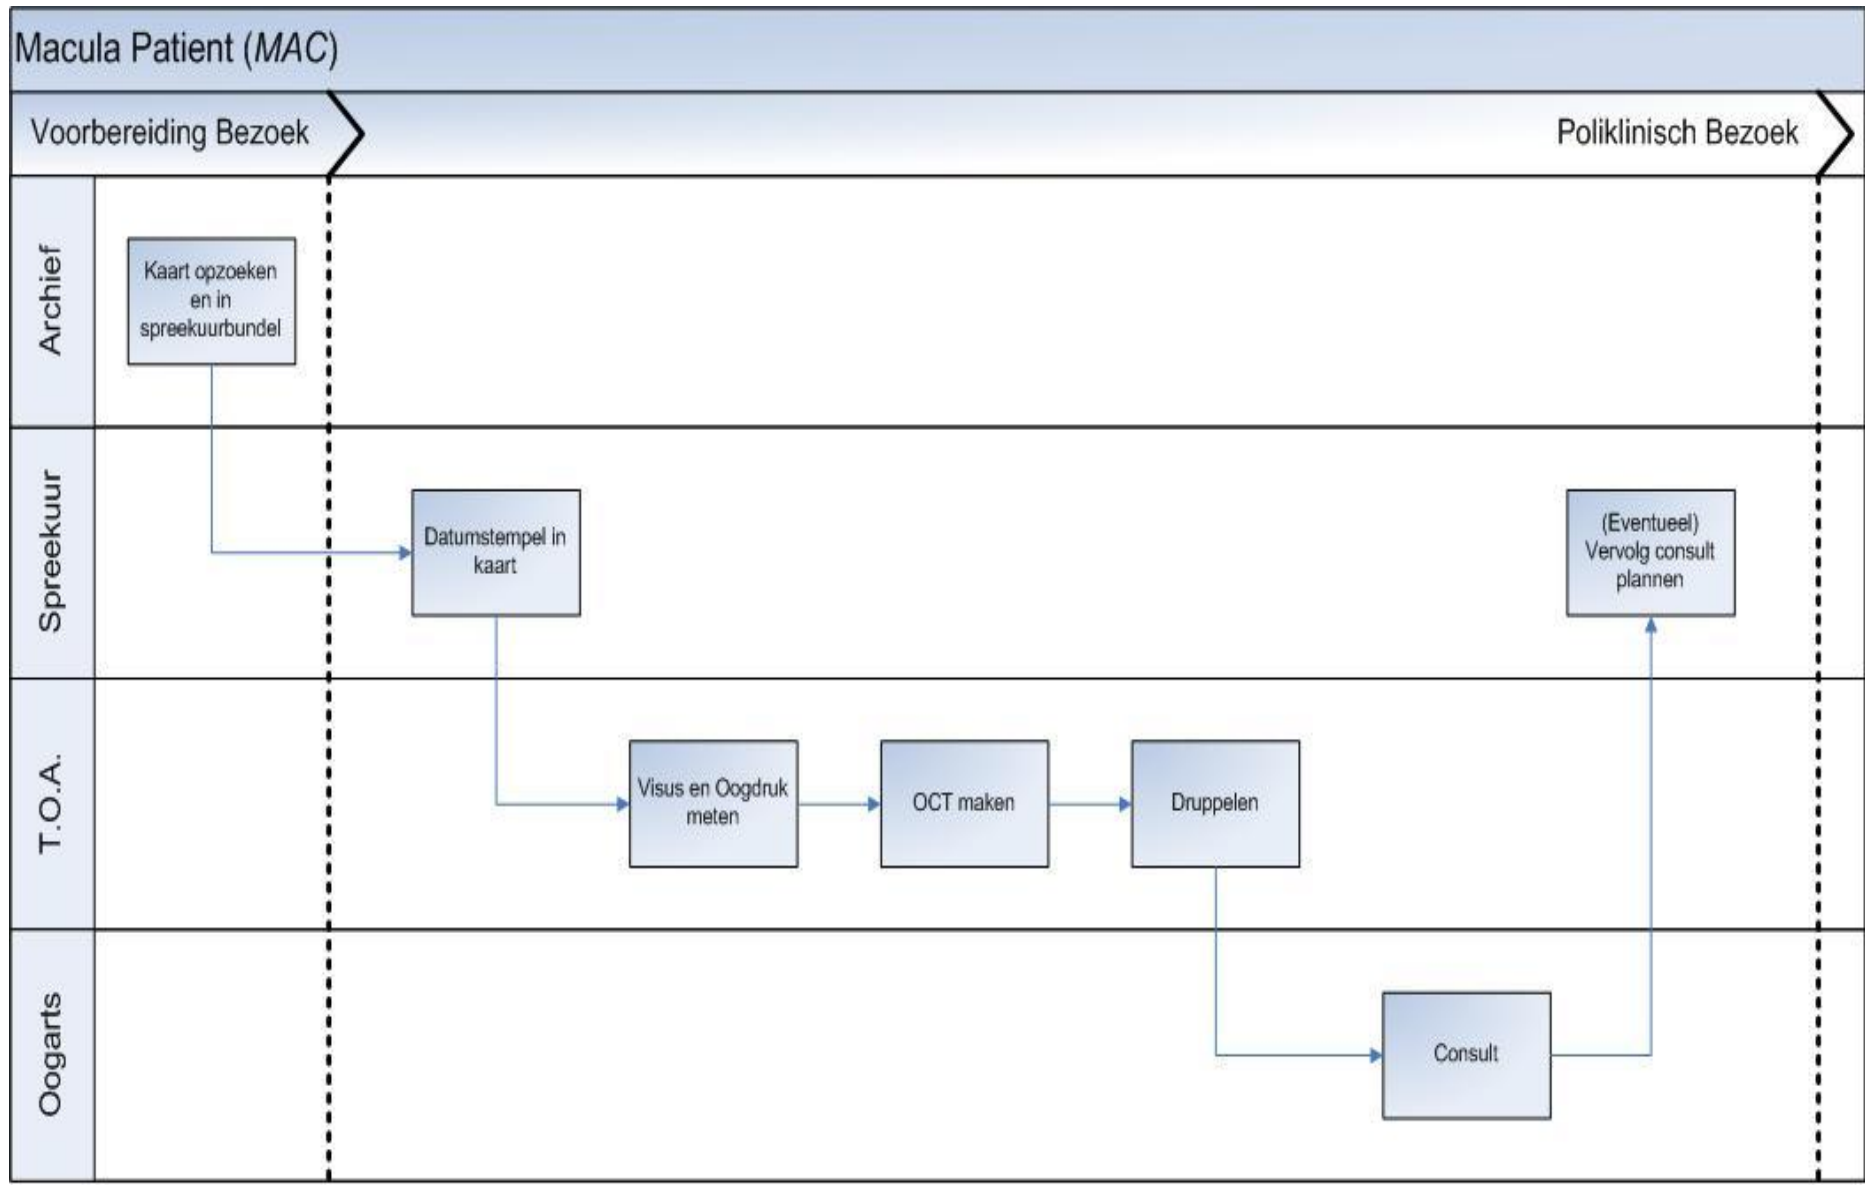 Macula Patient (MAC)
Voorbereiding Bezoek
Poliklinisch Bezoek
Archief
Kaart opzoeken
en in
spreekuurbundel
Spreekuur
Datumstempel in
kaart
(Eventueel)
Vervolg consult
plannen
T.O.A.
Visus en Oogdruk
meten
OCT maken
Druppelen
Oogarts
Consult